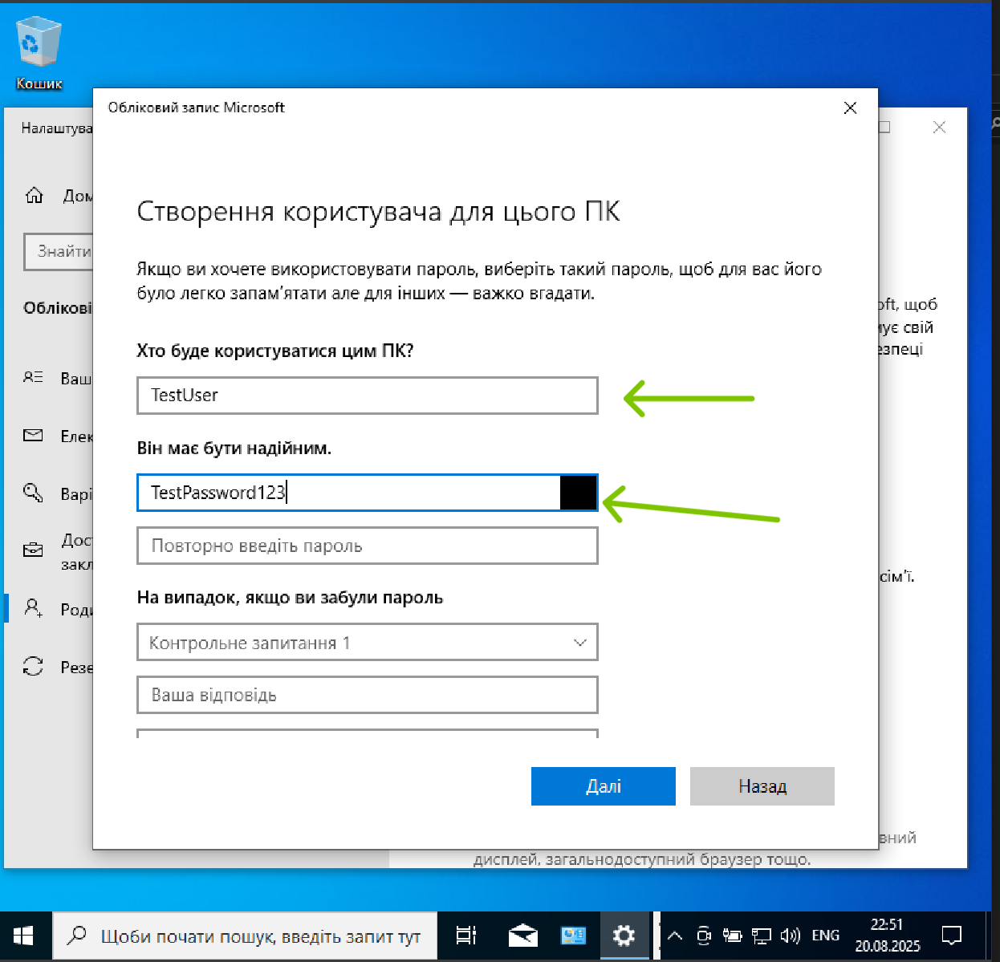 Кошик
Налаштува
Обліковий запис Microsoft
Дом
Знайти
Обліков
Ваш
Елек
Варі
Дос
закл
Роди
Резе
Створення користувача для цього ПК
Якщо ви хочете використовувати пароль, виберіть такий пароль, щоб для вас його
було легко запам’ятати але для інших — важко вгадати.
Хто буде користуватися цим ПК?
TestUser
Він має бути надійним.
TestPassword123
Повторно введіть пароль
На випадок, якщо ви забули пароль
Контрольне запитання 1
Ваша відповідь
Далі
Назад
oft, щоб
ує свій
зпеці
сім’ї.
вний
дисплей, загальнодоступний браузер тощо.
Щоби почати пошук, введіть запит тут
ENG
22:51
20.08.2025